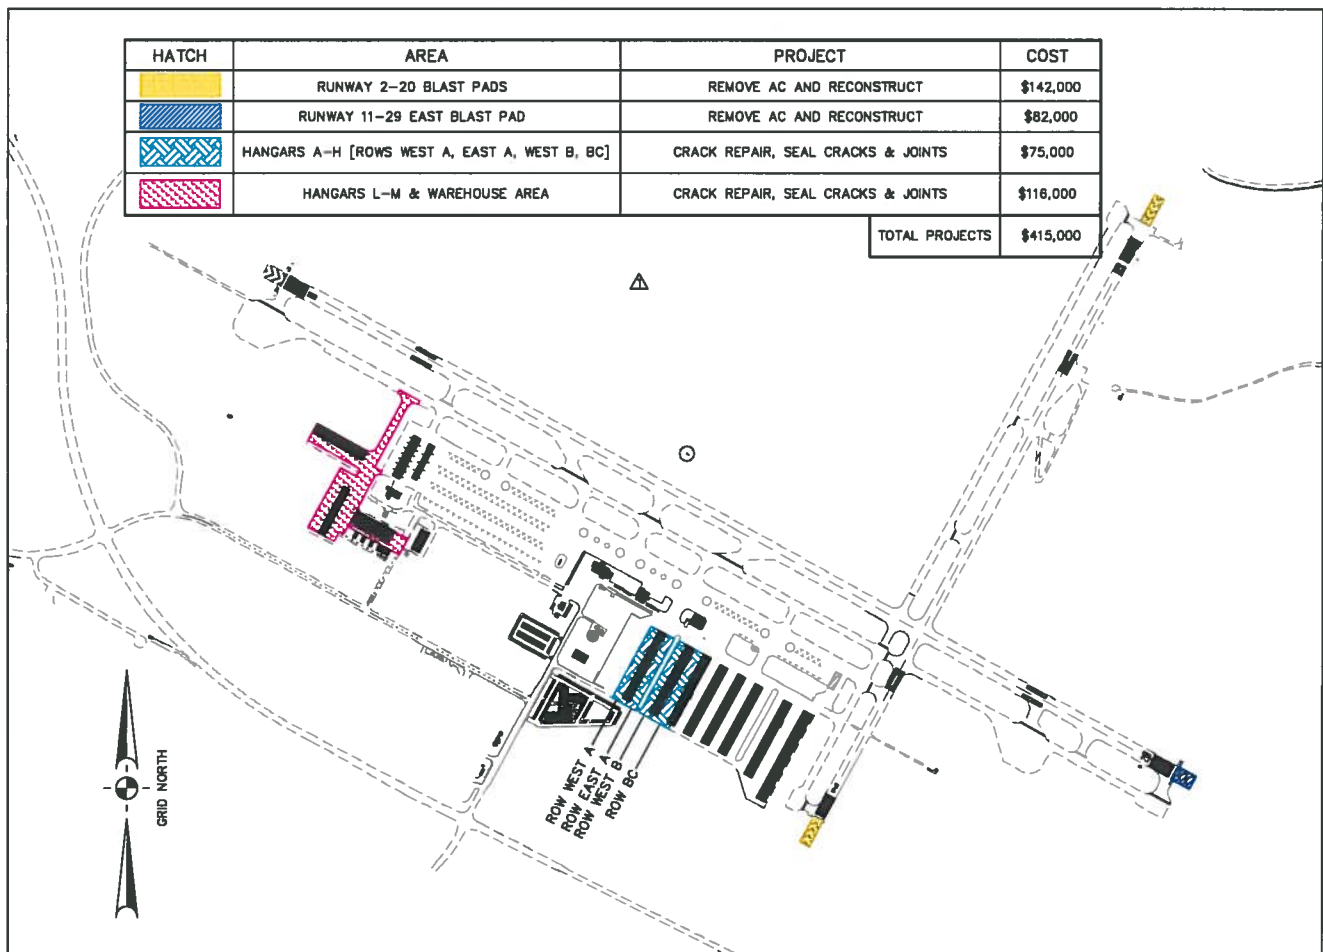 HATCH AREA PROJECT COST
RUNWAY 2-20 BLAST PADS REMOVE AC AND RECONSTRUCT $142,000
RUNWAY 11-29 EAST BLAST PAD REMOVE AC AND RECONSTRUCT $82,000
HANGARS A-H [ROWS WEST A, EAST A, WEST B, BC] CRACK REPAIR, SEAL CRACKS & JOINTS $75,000
HANGARS L-M & WAREHOUSE AREA CRACK REPAIR, SEAL CRACKS & JOINTS $116,000
TOTAL PROJECTS $415,000
ROW WEST A
ROW EAST A
ROW WEST B
ROW BC
GRID NORTH